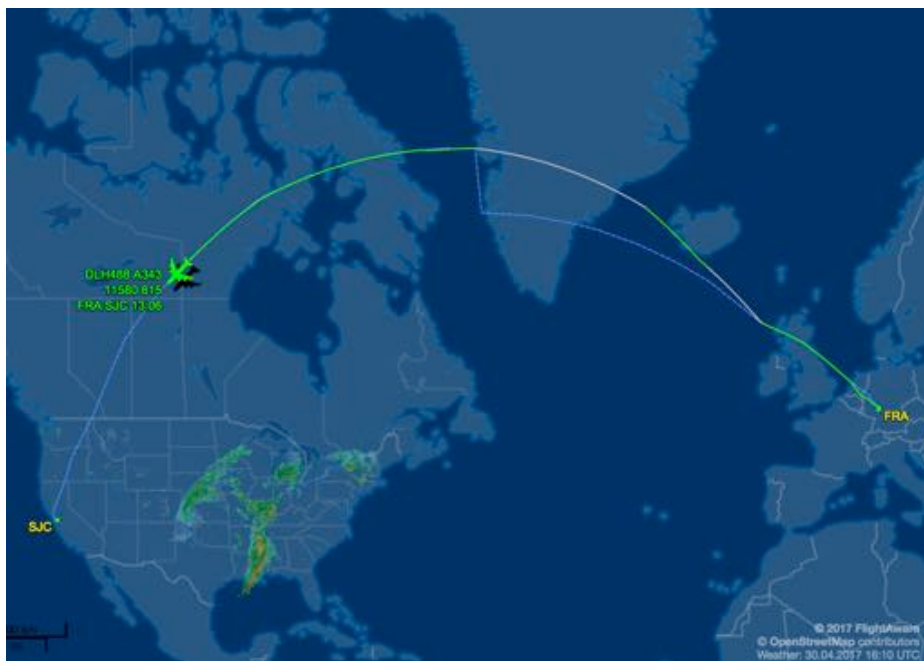 DLH488 A343
11580 815
FRA SJC 13:06
FRA
SJC
© 2017 FlightAware
© OpenStreetMap contributors
Weather: 30.04.2017 16:10 UTC